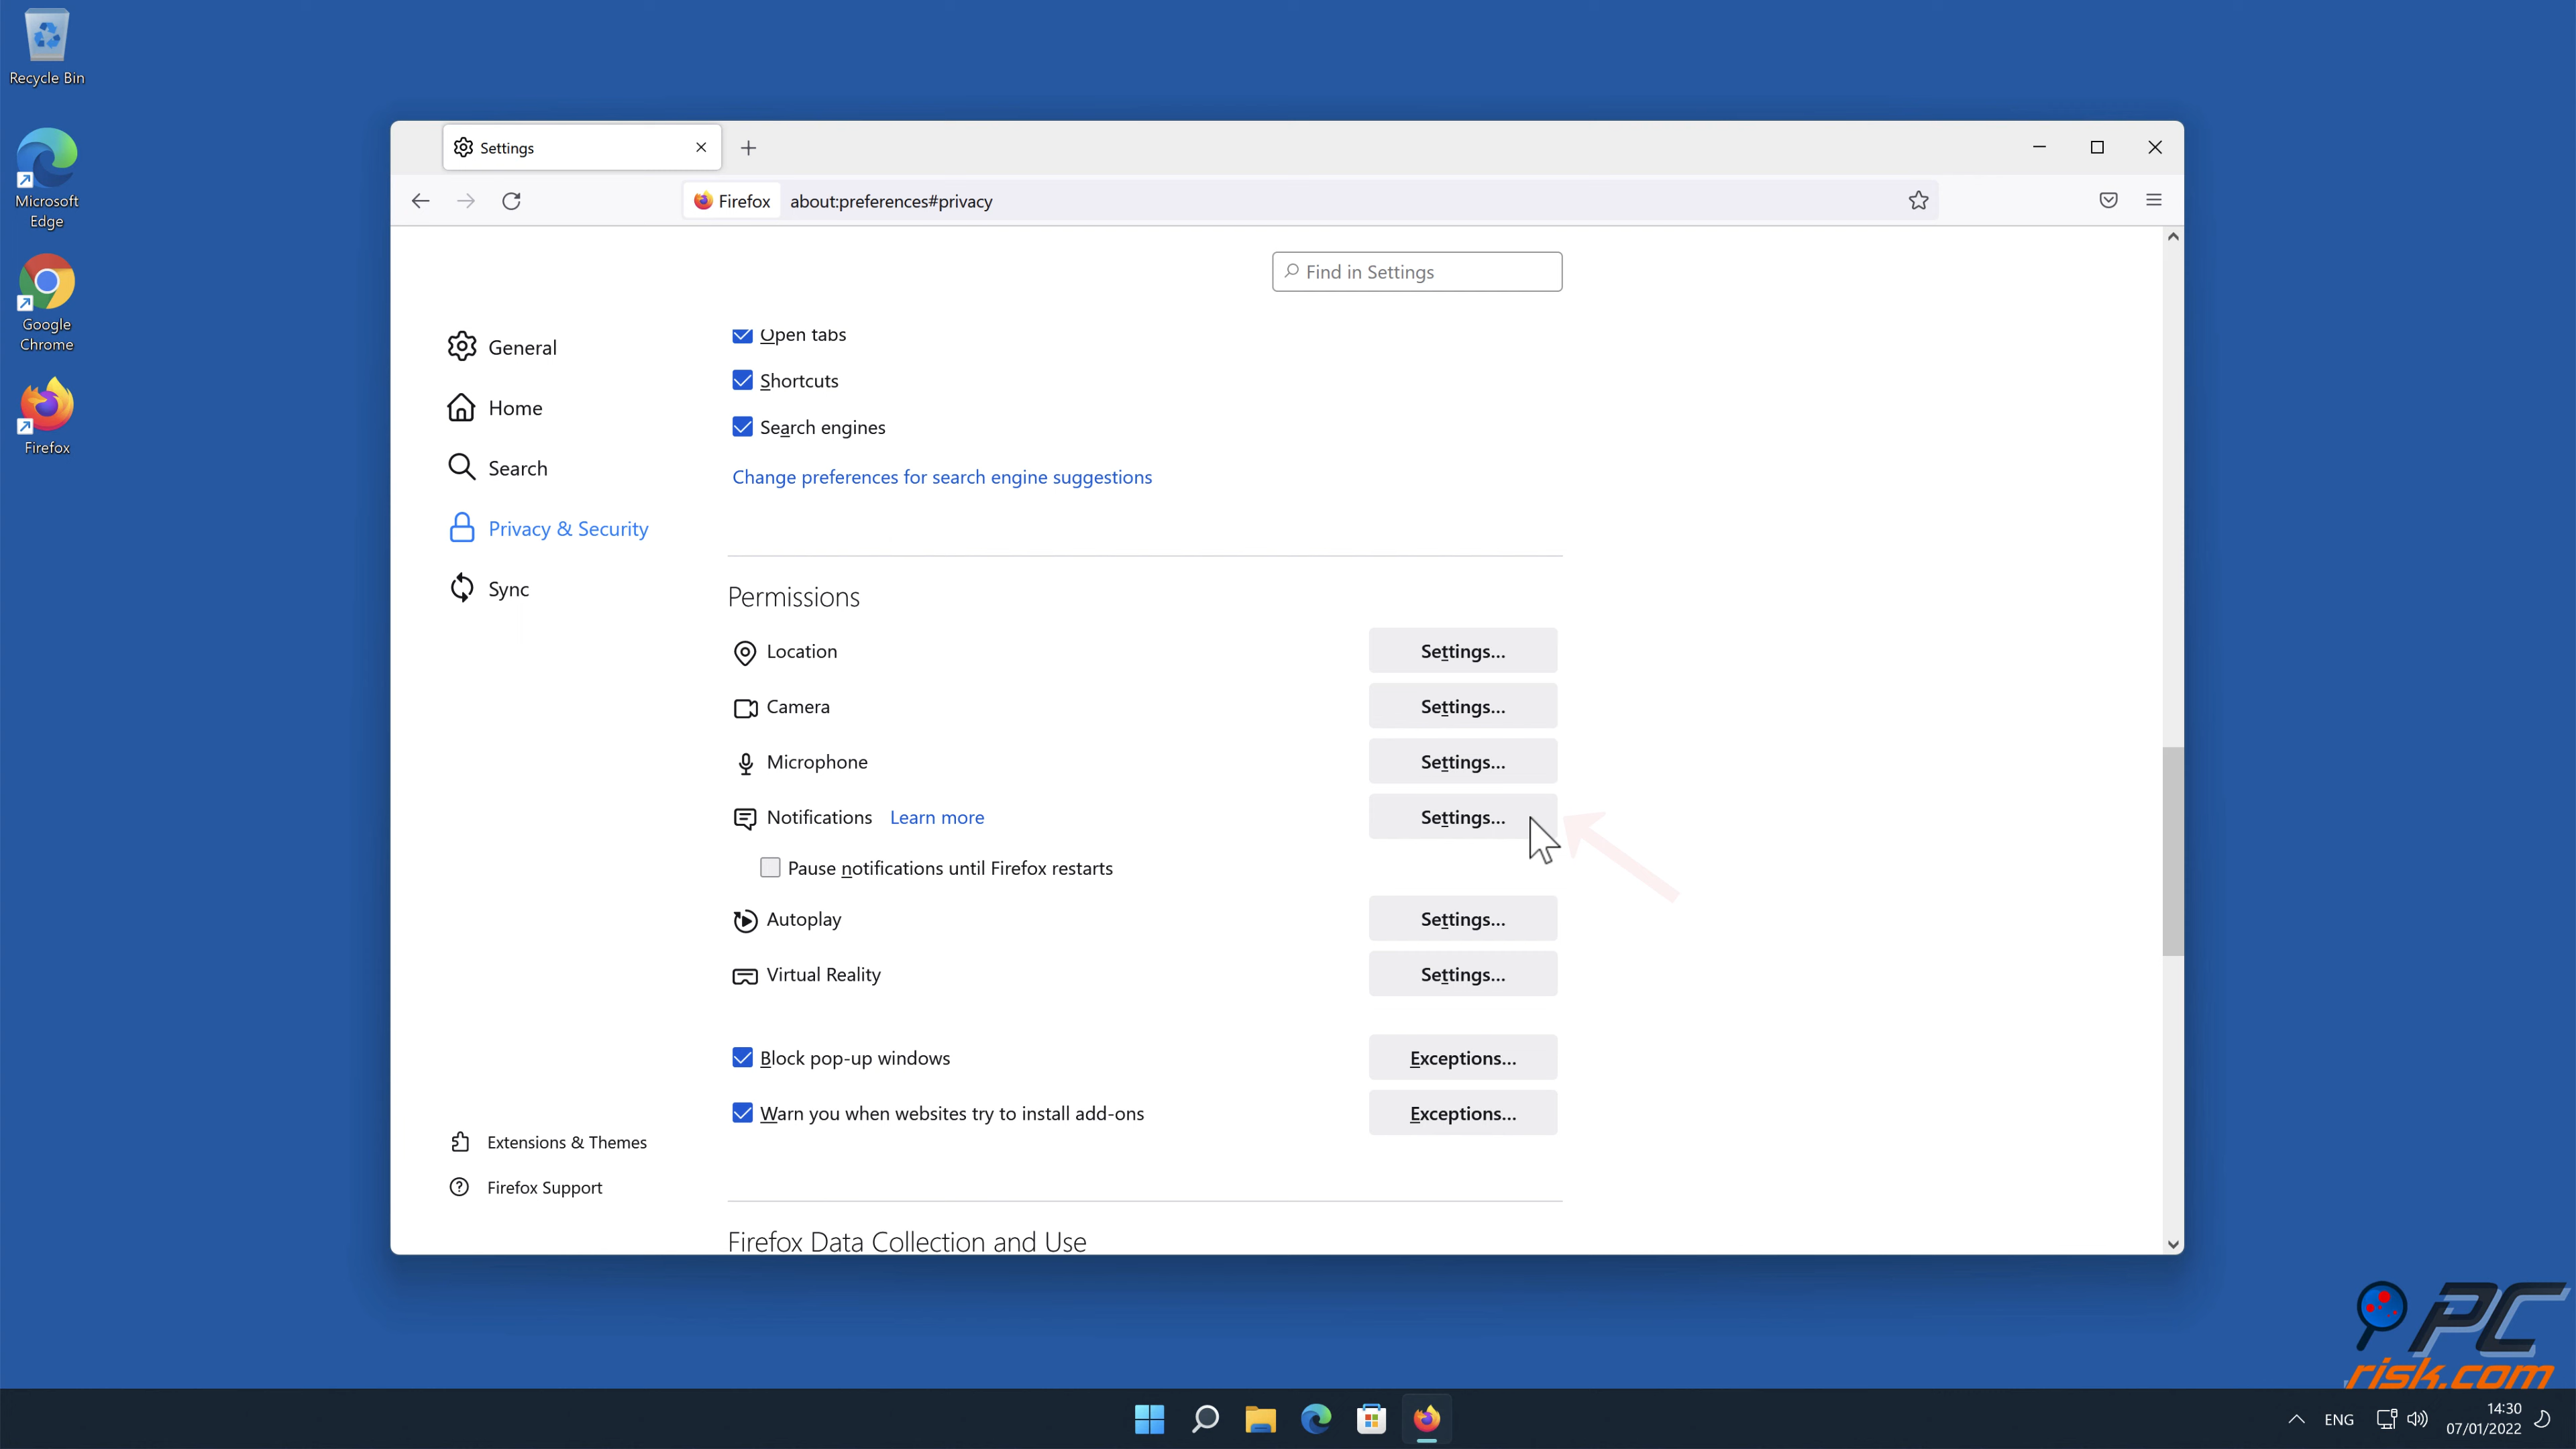 Recycle Bin
Microsoft
Edge
Google
Chrome
Firefox
Settings
Firefox about:preferences#privacy
Find in Settings
General
Home
Search
Privacy & Security
Sync
Extensions & Themes
Firefox Support
Open tabs
Shortcuts
Search engines
Change preferences for search engine suggestions
Permissions
Location Settings...
Camera Settings...
Microphone Settings...
Notifications Learn more Settings...
Pause notifications until Firefox restarts
Autoplay Settings...
Virtual Reality Settings...
Block pop-up windows Exceptions...
Warn you when websites try to install add-ons Exceptions...
Firefox Data Collection and Use
PC
risk.com
ENG
14:30
07/01/2022